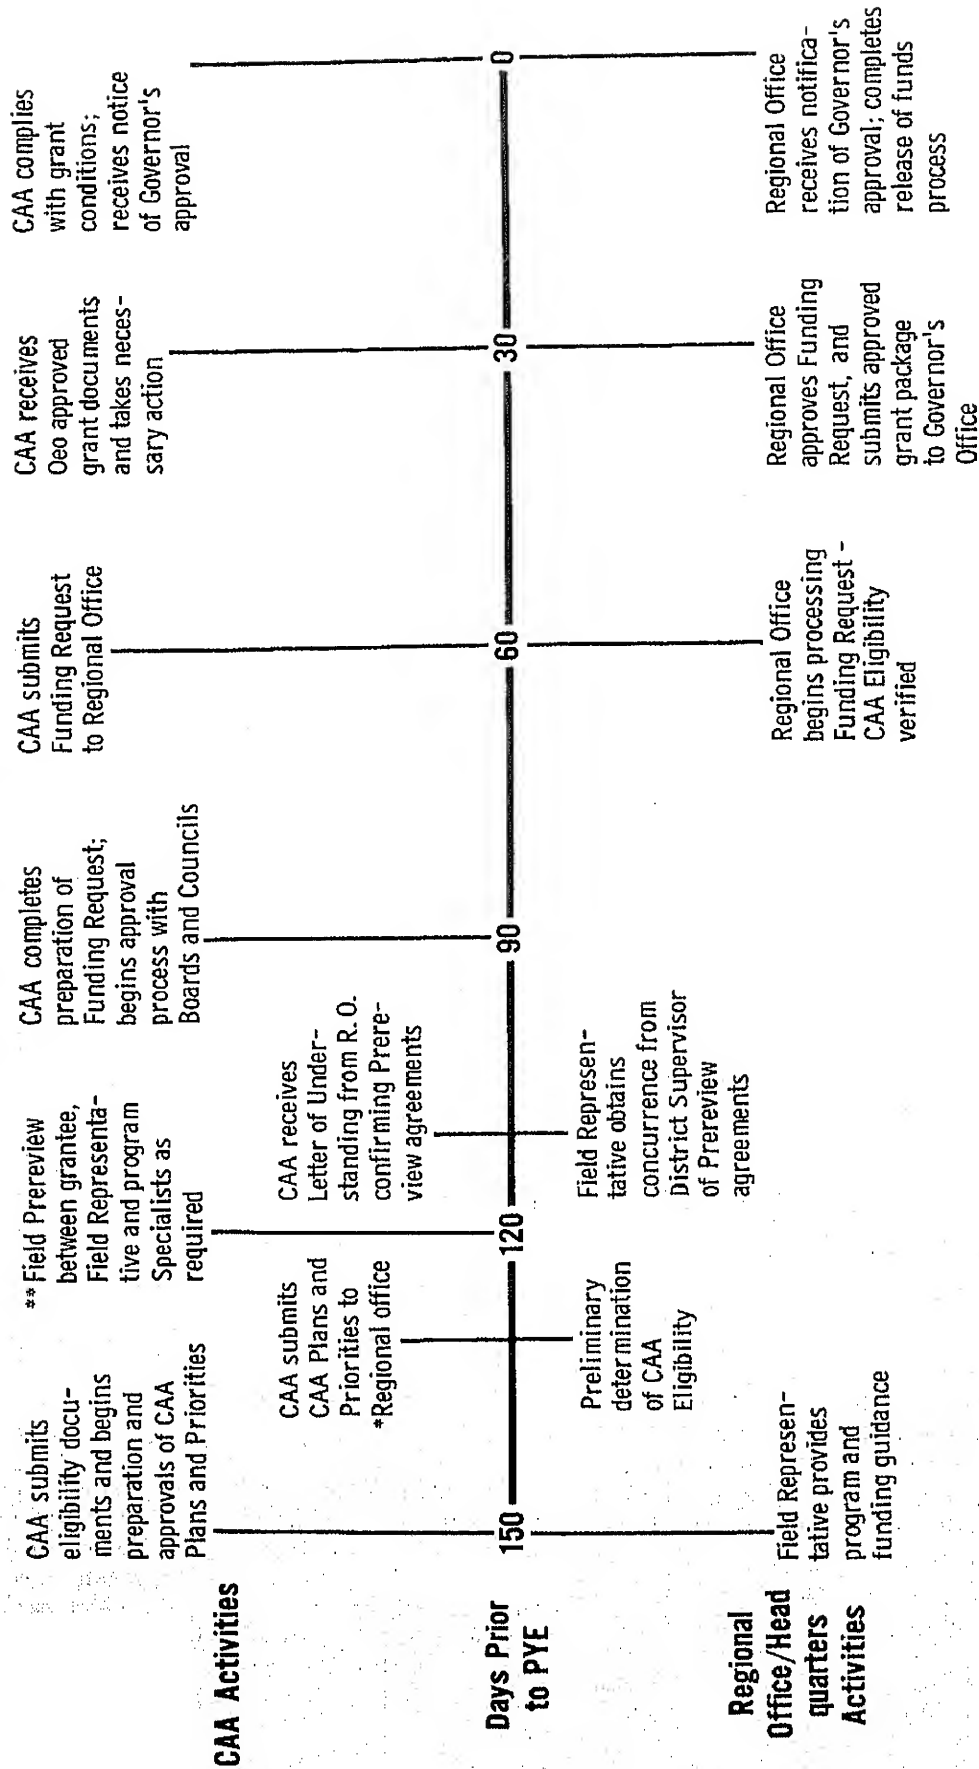 CAA Activities
CAA submits
eligibility docu-
ments and begins
preparation and
approvals of CAA
Plans and Priorities
** Field Prereview
between grantee,
Field Representa-
tive and program
Specialists as
required
CAA completes
preparation of
Funding Request;
begins approval
process with
Boards and Councils
CAA submits
Funding Request
to Regional Office
CAA receives
Oeo approved
grant documents
and takes neces-
sary action
CAA complies
with grant
conditions;
receives notice
of Governor's
approval
CAA submits
CAA Plans and
Priorities to
*Regional office
CAA receives
Letter of Under-
standing from R. O.
confirming Prere-
view agreements
Days Prior
to PYE
150
120
90
60
30
0
Preliminary
determination
of CAA
Eligibility
Field Represen-
tative obtains
concurrence from
District Supervisor
of Prereview
agreements
Regional
Office/Head
quarters
Activities
Field Represen-
tative provides
program and
funding guidance
Regional Office
begins processing
Funding Request -
CAA Eligibility
verified
Regional Office
approves Funding
Request, and
submits approved
grant package
to Governor's
Office
Regional Office
receives notifica-
tion of Governor's
approval; completes
release of funds
process